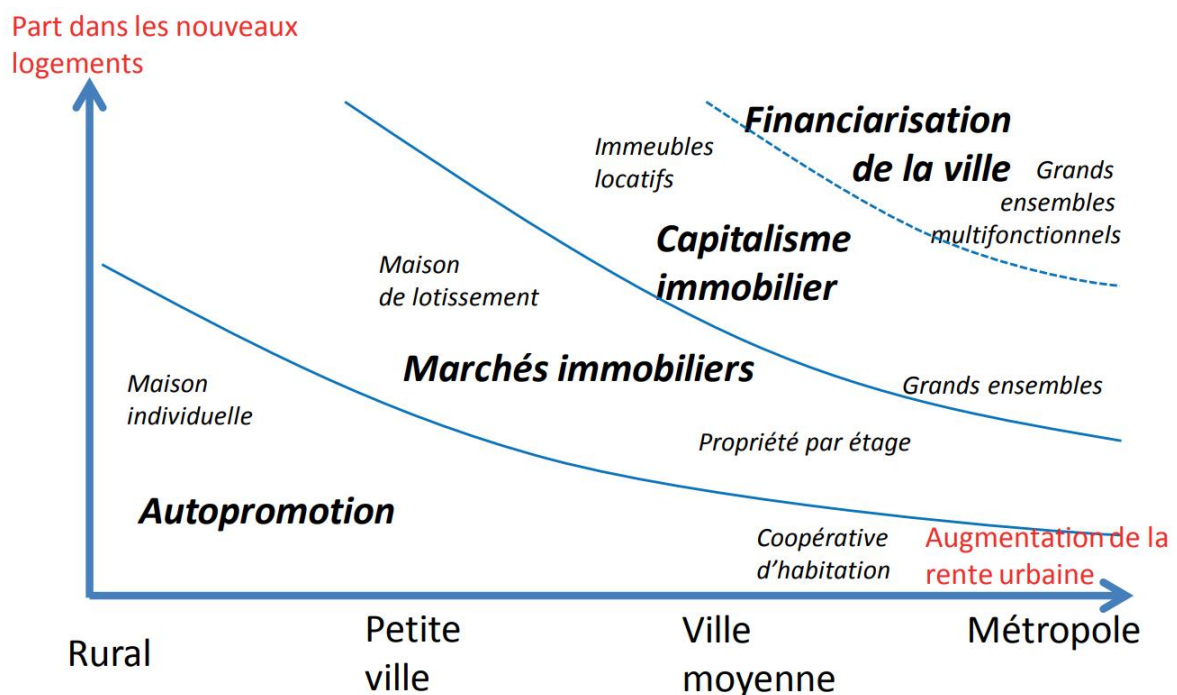 Part dans les nouveaux
logements
Financiarisation
de la ville
Immeubles
locatifs
Grands
ensembles
multifonctionnels
Capitalisme
immobilier
Maison
de lotissement
Marchés immobiliers
Grands ensembles
Maison
individuelle
Propriété par étage
Autopromotion
Coopérative
d'habitation
Augmentation de la
rente urbaine
Rural
Petite
ville
Ville
moyenne
Métropole